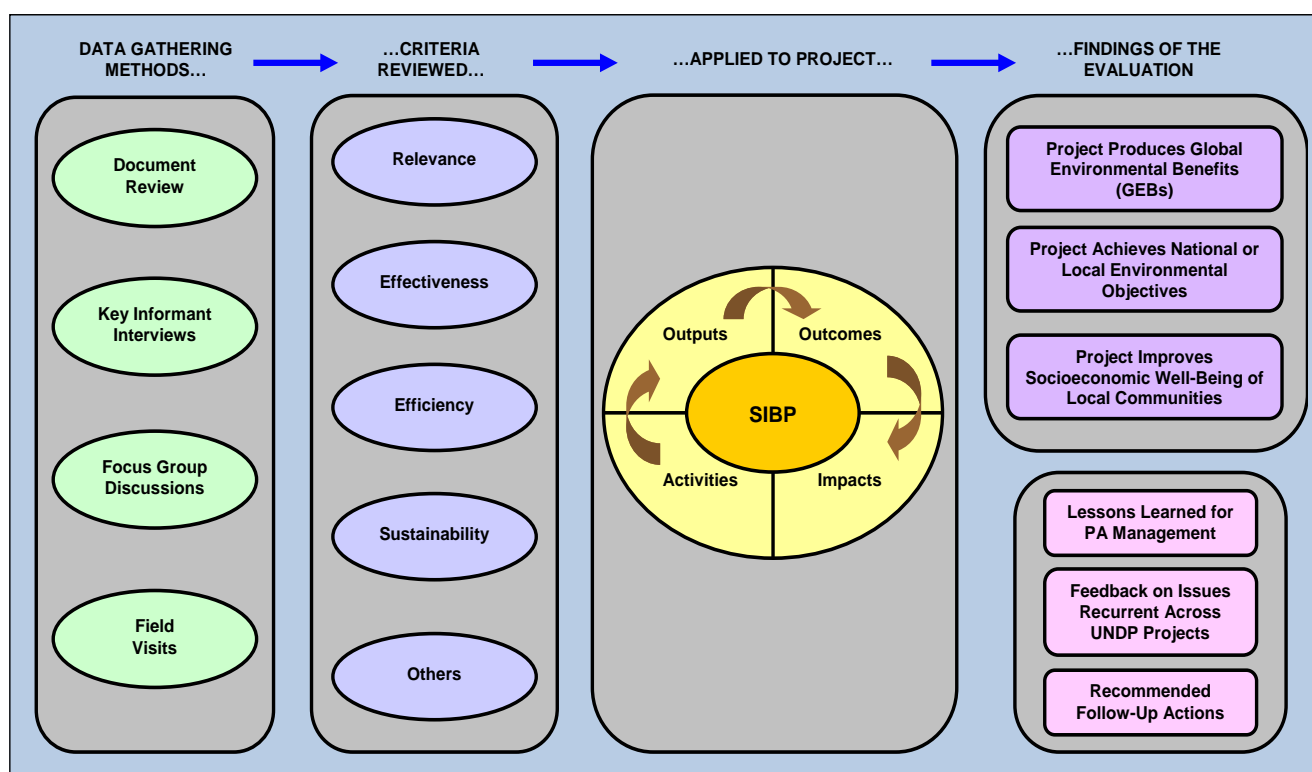 DATA GATHERING
METHODS…
…CRITERIA
REVIEWED…
…APPLIED TO PROJECT…
…FINDINGS OF THE
EVALUATION
Document
Review
Key Informant
Interviews
Focus Group
Discussions
Field
Visits
Relevance
Effectiveness
Efficiency
Sustainability
Others
Outputs
Outcomes
SIBP
Activities
Impacts
Project Produces Global
Environmental Benefits
(GEBs)
Project Achieves National or
Local Environmental
Objectives
Project Improves
Socioeconomic Well-Being of
Local Communities
Lessons Learned for
PA Management
Feedback on Issues
Recurrent Across
UNDP Projects
Recommended
Follow-Up Actions